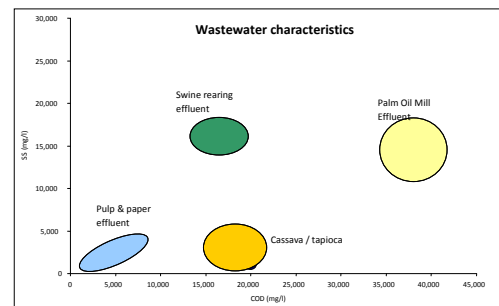 Wastewater characteristics
30,000
25,000
20,000
15,000
10,000
5,000
0
SS (mg/l)
Swine rearing
effluent
Palm Oil Mill
Effluent
Pulp & paper
effluent
Cassava / tapioca
0
5,000
10,000
15,000
20,000
25,000
30,000
35,000
40,000
45,000
COD (mg/l)